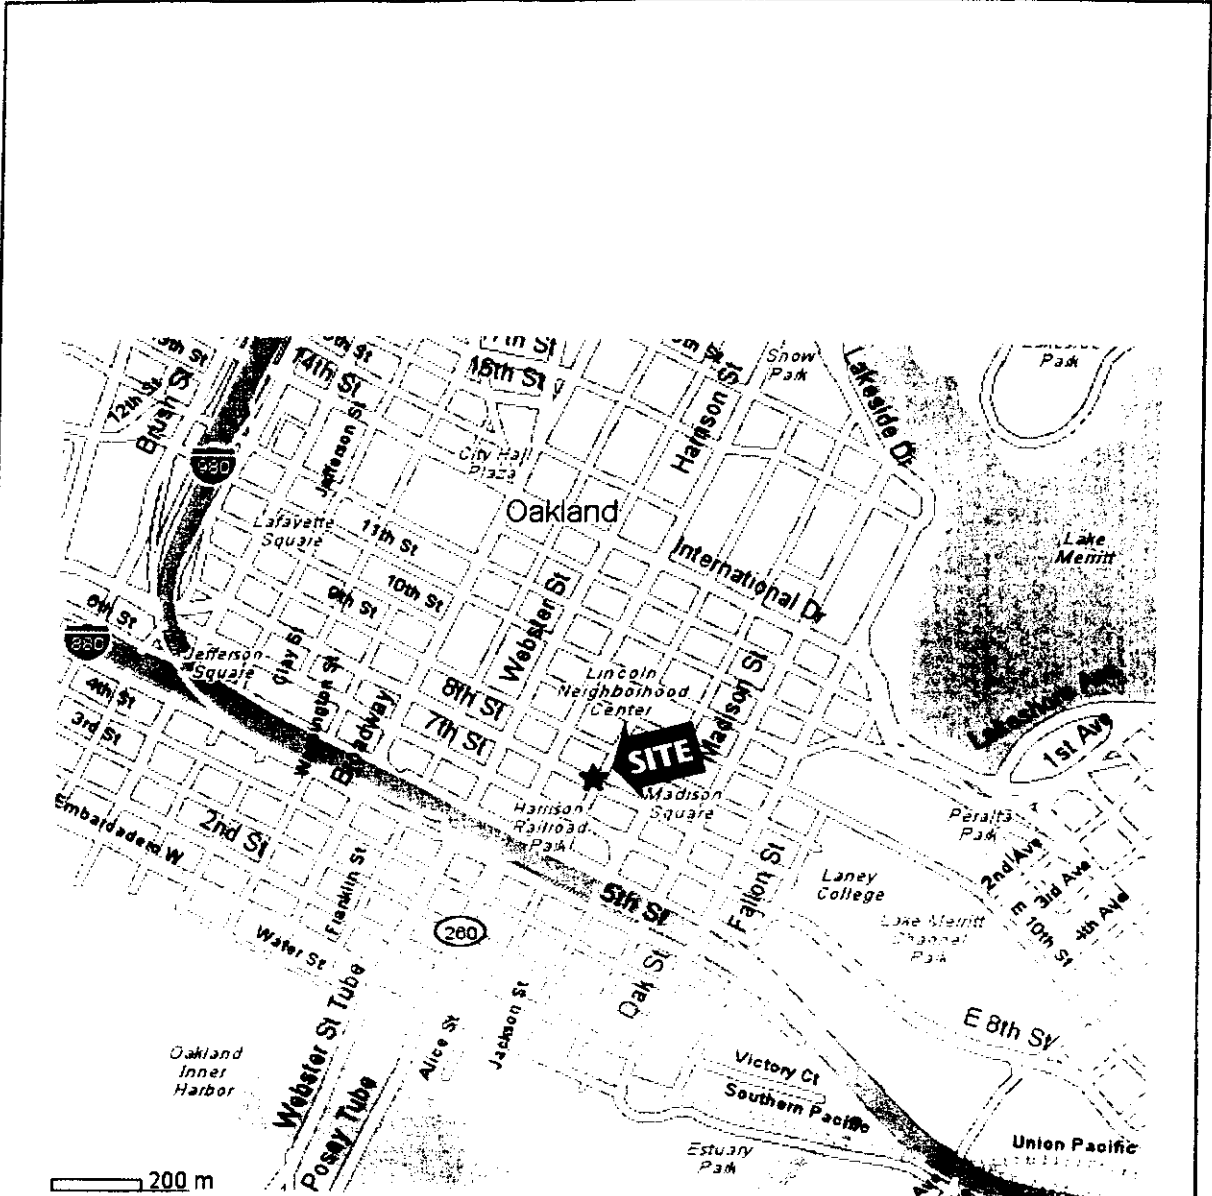 14th St
15th St
Snow
Park
Park
12th St
Brush St
Jefferson St
Harrison St
Lakeside Dr
980
City Hall
Plaza
Oakland
Lafayette
Square
11th St
Lake
Merritt
International Dr
10th St
9th St
6th St
880
Webster St
Jefferson
Square
Clay St
Washington St
Broadway
Lincoln
Neighborhood
Center
Madison St
4th St
3rd St
8th St
7th St
Lakeshore Ave
1st Ave
SITE
Madison
Square
Harrison
Railroad
Park
Peralta
Park
Embarcadero W
2nd St
Franklin St
2nd Ave
3rd Ave
4th Ave
E 10th St
Laney
College
Fallon St
5th St
Lake Merritt
Channel
Park
260
Water St
Oak St
Webster St Tube
Posey Tube
Alice St
Jackson St
E 8th St
Oakland
Inner
Harbor
Victory Ct
Southern Pacific
Union Pacific
Estuary
Park
200 m